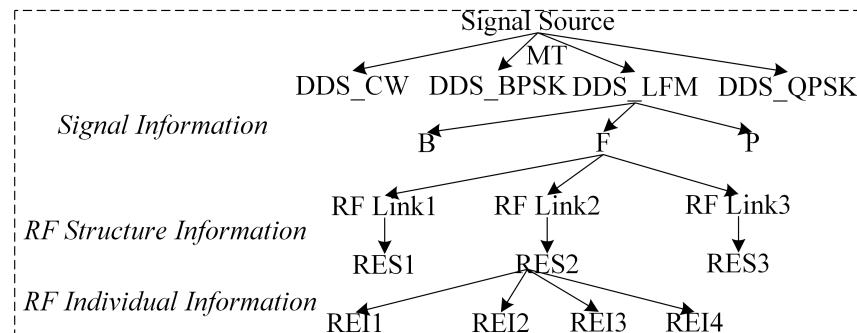 Signal Source
MT
DDS_CW DDS_BPSK DDS_LFM DDS_QPSK
Signal Information
B F P
RF Link1 RF Link2 RF Link3
RF Structure Information
RES1 RES2 RES3
RF Individual Information
REI1 REI2 REI3 REI4